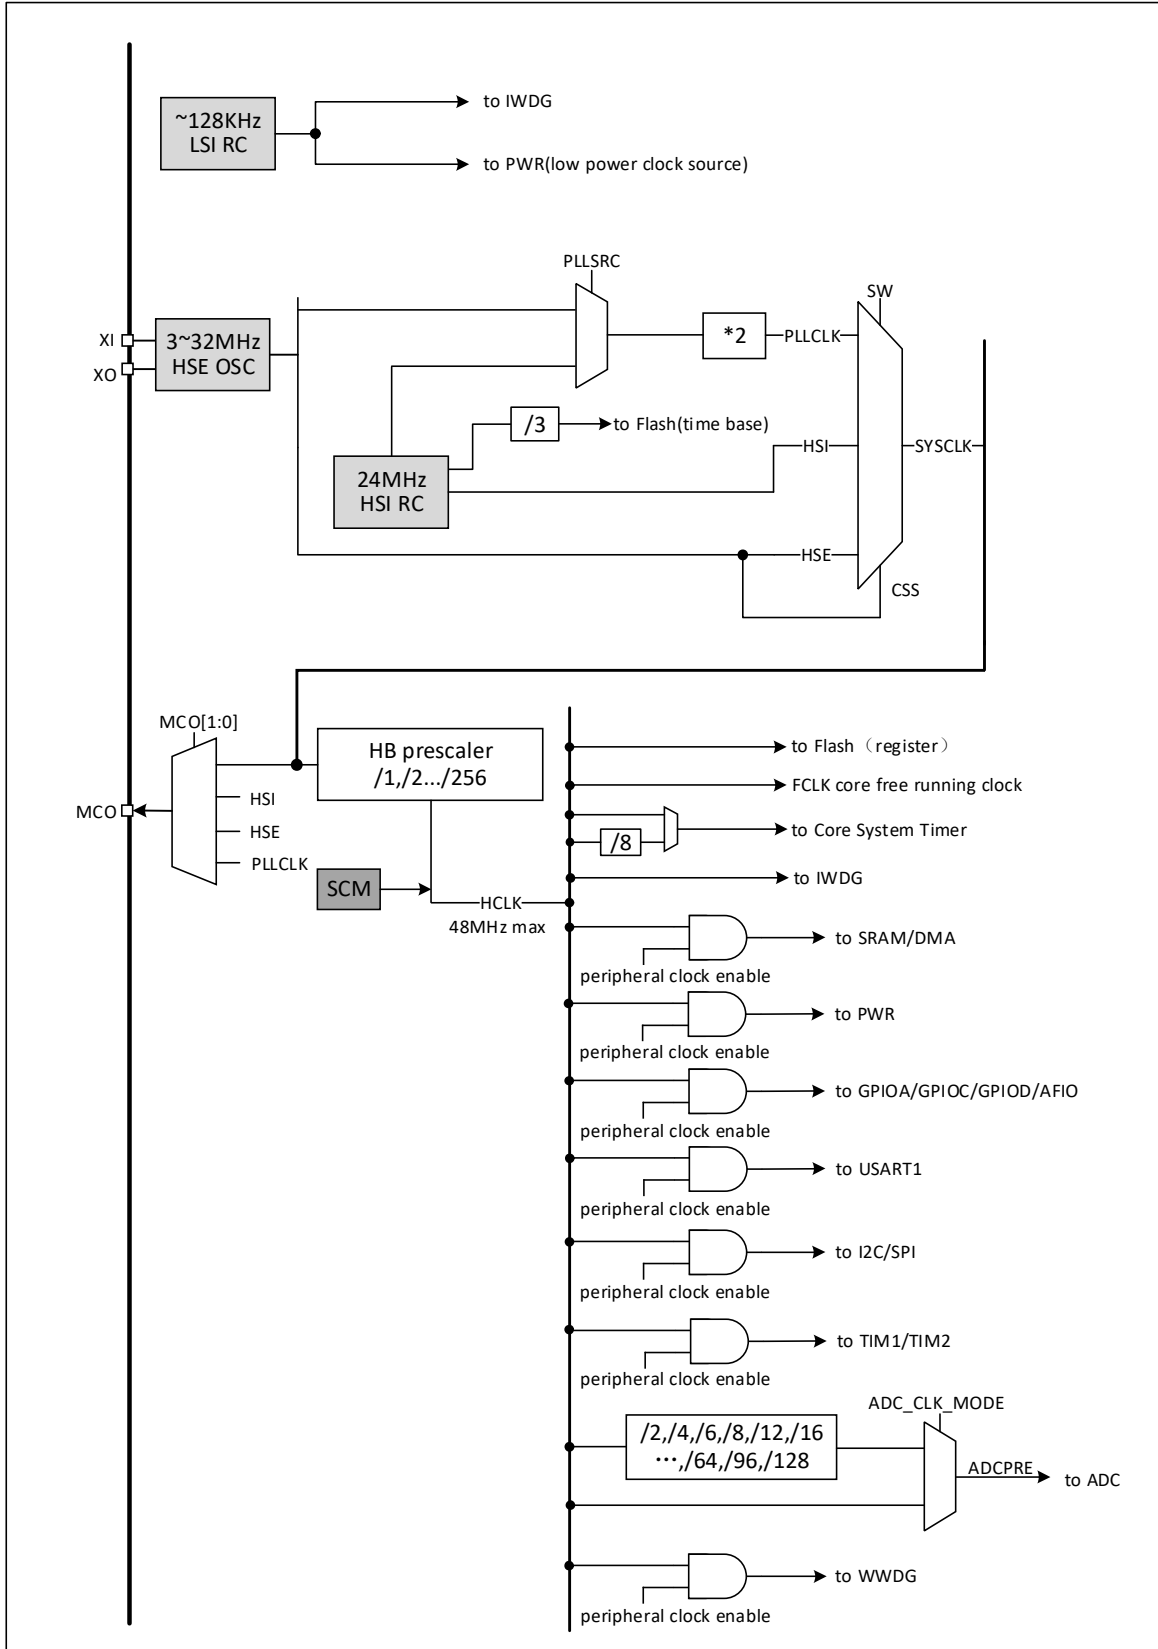 ~128KHz
LSI RC
to IWDG
to PWR(low power clock source)
PLLSRC
SW
XI
XO
3~32MHz
HSE OSC
*2
PLLCLK
/3
to Flash(time base)
24MHz
HSI RC
HSI
SYSCLK
HSE
CSS
MCO[1:0]
HB prescaler
/1,/2.../256
MCO
HSI
HSE
PLLCLK
SCM
HCLK
48MHz max
to Flash（register）
FCLK core free running clock
/8
to Core System Timer
to IWDG
to SRAM/DMA
peripheral clock enable
to PWR
peripheral clock enable
to GPIOA/GPIOC/GPIOD/AFIO
peripheral clock enable
to USART1
peripheral clock enable
to I2C/SPI
peripheral clock enable
to TIM1/TIM2
peripheral clock enable
ADC_CLK_MODE
/2,/4,/6,/8,/12,/16
···,/64,/96,/128
ADCPRE
to ADC
to WWDG
peripheral clock enable